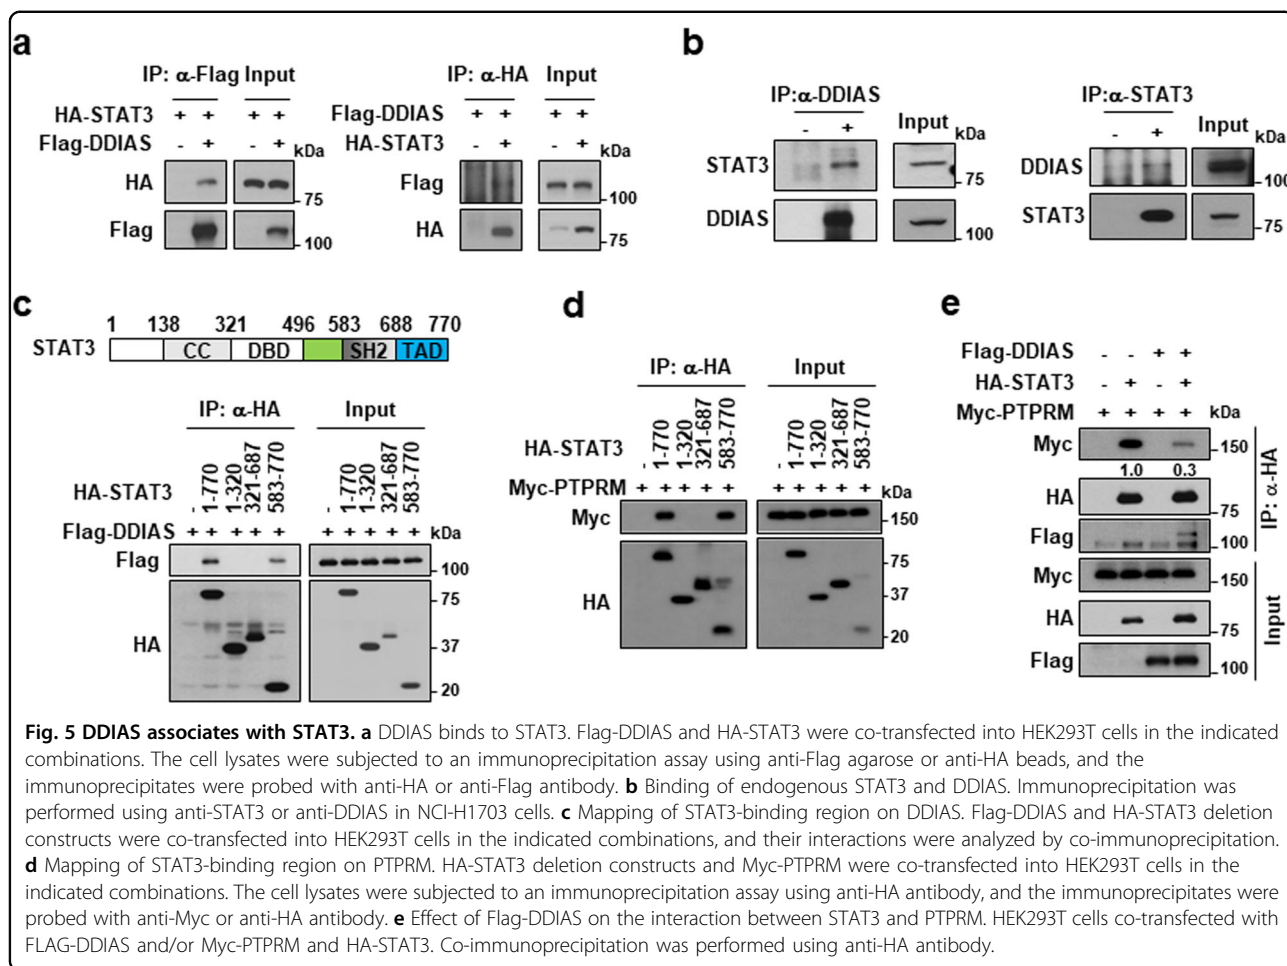 a
IP: α-Flag Input
HA-STAT3 + + + +
Flag-DDIAS - + - + kDa
HA
75
Flag
100
IP: α-HA Input
Flag-DDIAS + + + +
HA-STAT3 - + - + kDa
Flag
100
HA
75
b
IP:α-DDIAS
- + Input kDa
STAT3
75
DDIAS
100
IP:α-STAT3
- + Input kDa
DDIAS
100
STAT3
75
c
1 138 321 496 583 688 770
STAT3 CC DBD SH2 TAD
IP: α-HA Input
HA-STAT3 - 1-770 1-320 321-687 583-770 - 1-770 1-320 321-687 583-770
Flag-DDIAS + + + + + + + + + + kDa
Flag
100
75
HA
37
20
d
IP: α-HA Input
HA-STAT3 - 1-770 1-320 321-687 583-770 - 1-770 1-320 321-687 583-770
Myc-PTPRM + + + + + + + + + + kDa
Myc
150
75
HA
37
20
e
Flag-DDIAS - - + +
HA-STAT3 - + - +
Myc-PTPRM + + + + kDa
Myc
150
1.0 0.3
HA
75
Flag
100
IP: α-HA
Myc
150
HA
75
Flag
100
Input
Fig. 5 DDIAS associates with STAT3. a DDIAS binds to STAT3. Flag-DDIAS and HA-STAT3 were co-transfected into HEK293T cells in the indicated
combinations. The cell lysates were subjected to an immunoprecipitation assay using anti-Flag agarose or anti-HA beads, and the
immunoprecipitates were probed with anti-HA or anti-Flag antibody. b Binding of endogenous STAT3 and DDIAS. Immunoprecipitation was
performed using anti-STAT3 or anti-DDIAS in NCI-H1703 cells. c Mapping of STAT3-binding region on DDIAS. Flag-DDIAS and HA-STAT3 deletion
constructs were co-transfected into HEK293T cells in the indicated combinations, and their interactions were analyzed by co-immunoprecipitation.
d Mapping of STAT3-binding region on PTPRM. HA-STAT3 deletion constructs and Myc-PTPRM were co-transfected into HEK293T cells in the
indicated combinations. The cell lysates were subjected to an immunoprecipitation assay using anti-HA antibody, and the immunoprecipitates were
probed with anti-Myc or anti-HA antibody. e Effect of Flag-DDIAS on the interaction between STAT3 and PTPRM. HEK293T cells co-transfected with
FLAG-DDIAS and/or Myc-PTPRM and HA-STAT3. Co-immunoprecipitation was performed using anti-HA antibody.